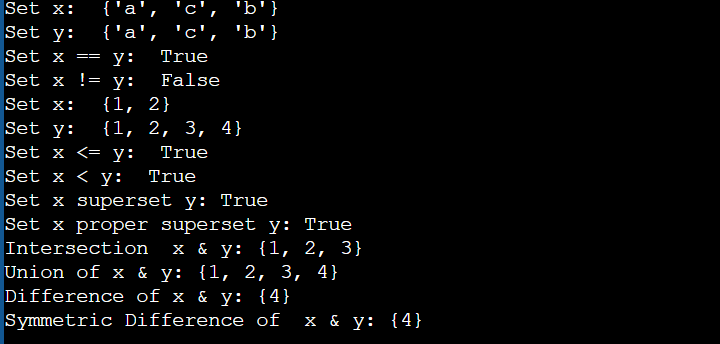 Set x:  {'a', 'c', 'b'}
Set y:  {'a', 'c', 'b'}
Set x == y:  True
Set x != y:  False
Set x:  {1, 2}
Set y:  {1, 2, 3, 4}
Set x <= y:  True
Set x < y:  True
Set x superset y: True
Set x proper superset y: True
Intersection  x & y: {1, 2, 3}
Union of x & y: {1, 2, 3, 4}
Difference of x & y: {4}
Symmetric Difference of  x & y: {4}